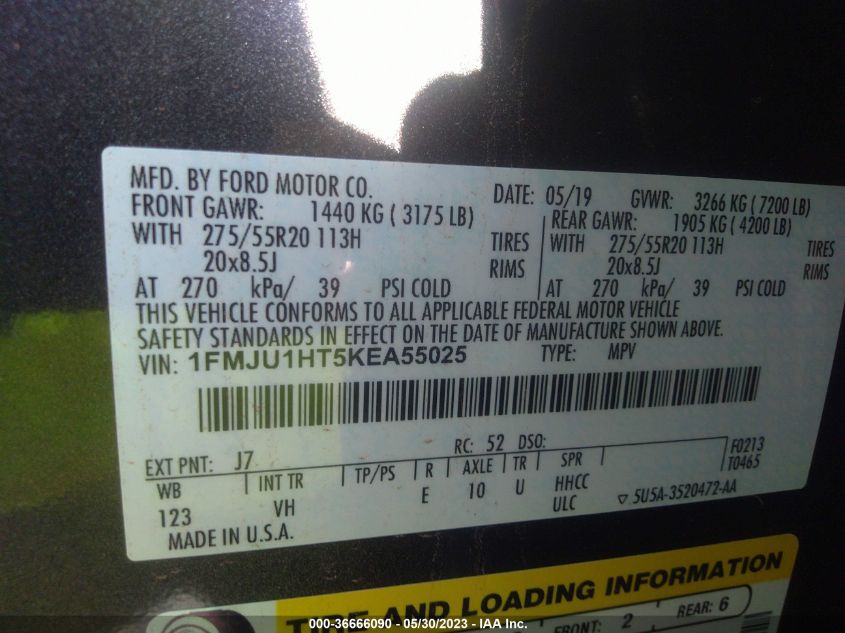 MFD. BY FORD MOTOR CO. DATE: 05/19 GVWR: 3266 KG ( 7200 LB)
FRONT GAWR: 1440 KG ( 3175 LB) REAR GAWR: 1905 KG ( 4200 LB)
WITH 275/55R20 113H TIRES WITH 275/55R20 113H TIRES
20x8.5J RIMS 20x8.5J RIMS
AT 270 kPa/ 39 PSI COLD AT 270 kPa/ 39 PSI COLD
THIS VEHICLE CONFORMS TO ALL APPLICABLE FEDERAL MOTOR VEHICLE
SAFETY STANDARDS IN EFFECT ON THE DATE OF MANUFACTURE SHOWN ABOVE.
VIN: 1FMJU1HT5KEA55025 TYPE: MPV
EXT PNT: J7 RC: 52 DSO: F0213
T0465
WB INT TR TP/PS R AXLE TR SPR
123 VH E 10 U HHCC
ULC 5U5A-3520472-AA
MADE IN U.S.A.
TIRE AND LOADING INFORMATION
FRONT: 2 REAR: 6
000-36666090 - 05/30/2023 - IAA Inc.